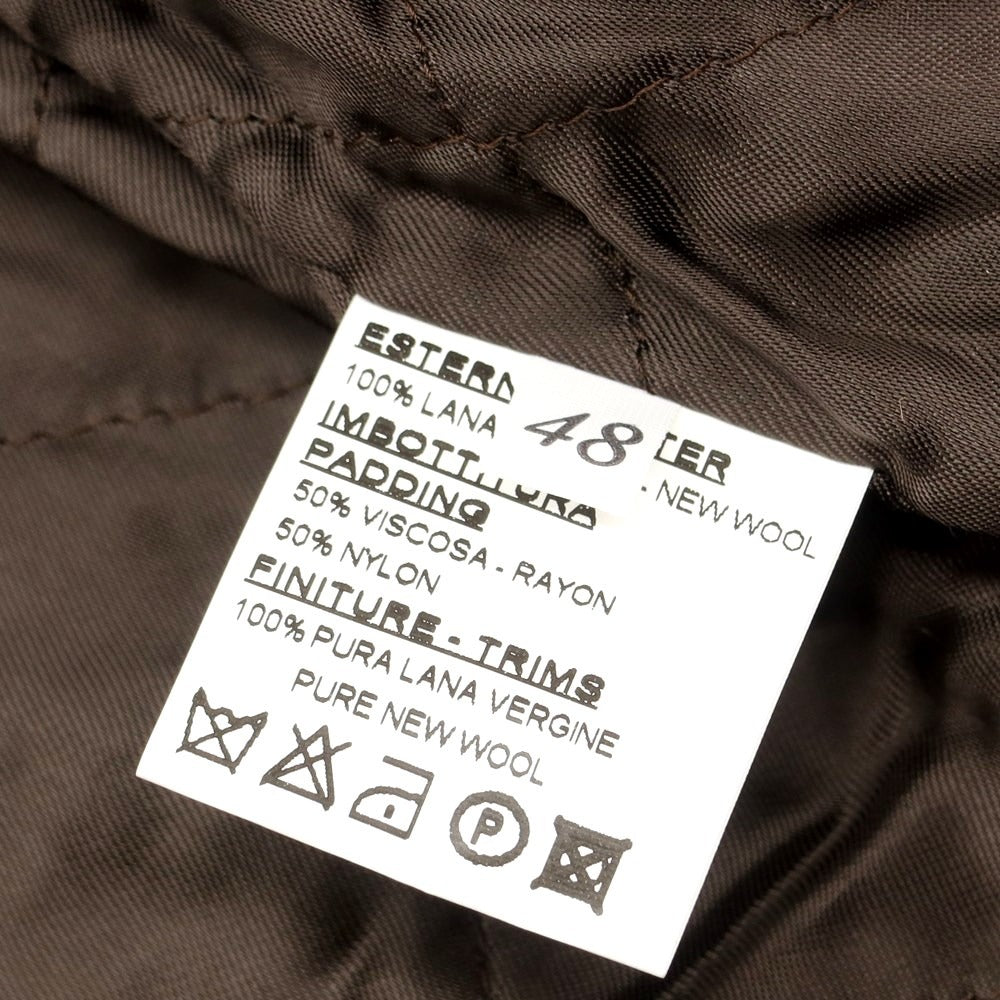 ESTERN 48 TER
100% LANA NEW WOOL
IMBOTTITURA
PADDING
50% VISCOSA - RAYON
50% NYLON
FINITURE - TRIMS
100% PURA LANA VERGINE
PURE NEW WOOL
P